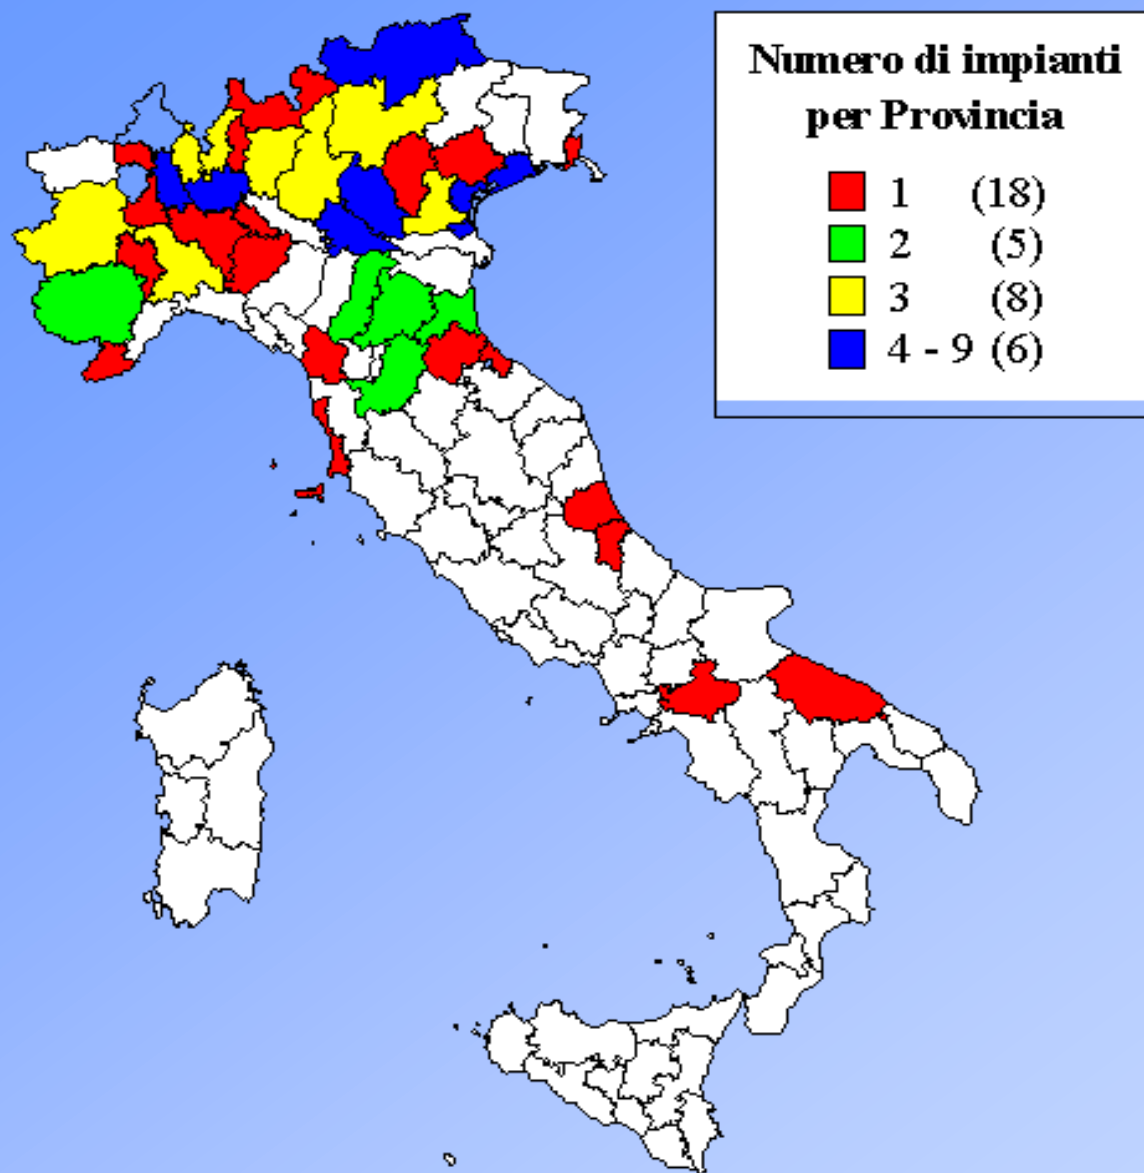 Numero di impianti
per Provincia
1 (18)
2 (5)
3 (8)
4 - 9 (6)